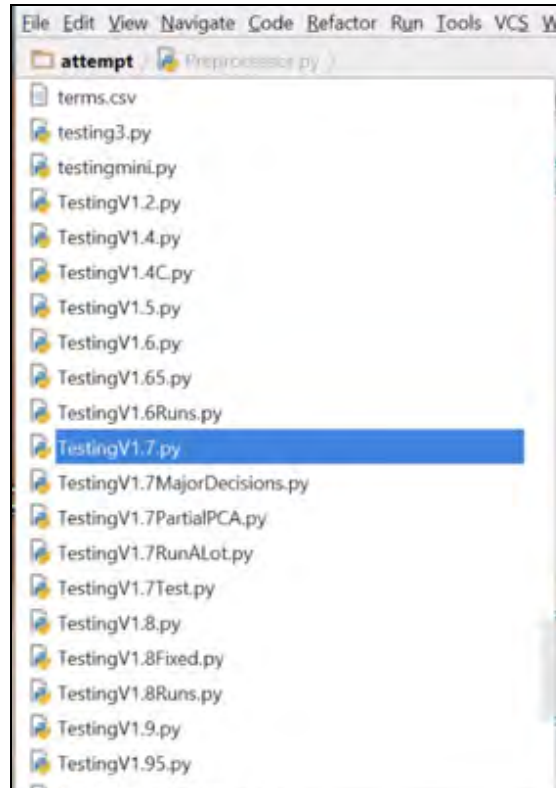 File Edit View Navigate Code Refactor Run Tools VCS W
attempt Preprocessor.py
terms.csv
testing3.py
testingmini.py
TestingV1.2.py
TestingV1.4.py
TestingV1.4C.py
TestingV1.5.py
TestingV1.6.py
TestingV1.65.py
TestingV1.6Runs.py
TestingV1.7.py
TestingV1.7MajorDecisions.py
TestingV1.7PartialPCA.py
TestingV1.7RunALot.py
TestingV1.7Test.py
TestingV1.8.py
TestingV1.8Fixed.py
TestingV1.8Runs.py
TestingV1.9.py
TestingV1.95.py